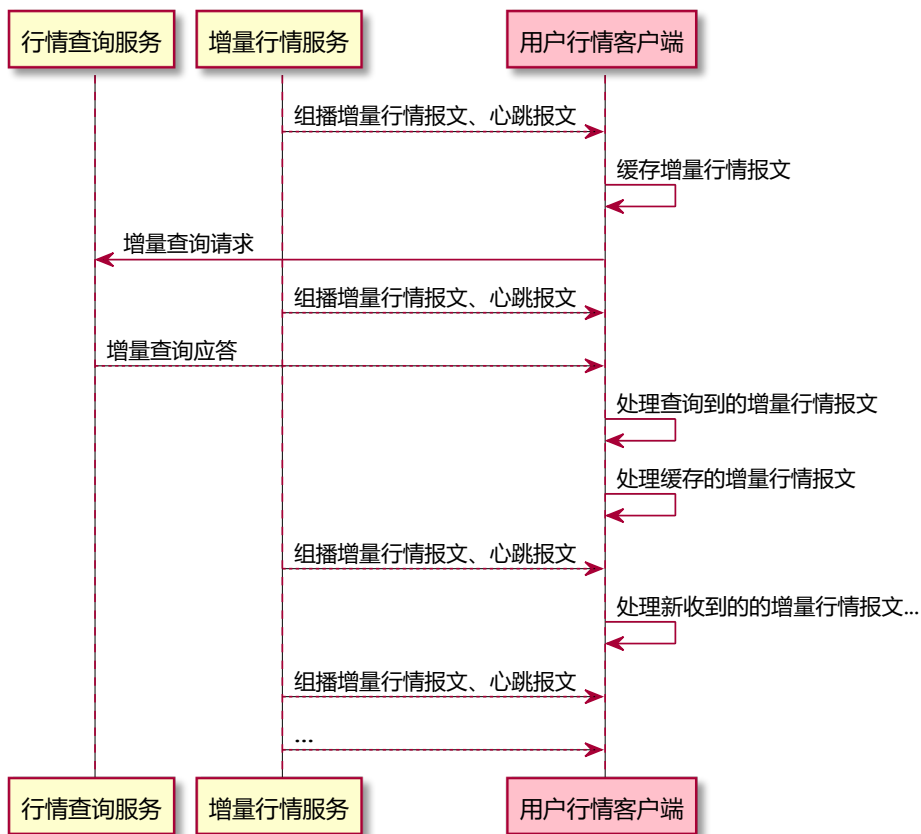 行情查询服务 增量行情服务 用户行情客户端
组播增量行情报文、心跳报文
缓存增量行情报文
增量查询请求
组播增量行情报文、心跳报文
增量查询应答
处理查询到的增量行情报文
处理缓存的增量行情报文
组播增量行情报文、心跳报文
处理新收到的的增量行情报文...
组播增量行情报文、心跳报文
...
行情查询服务 增量行情服务 用户行情客户端